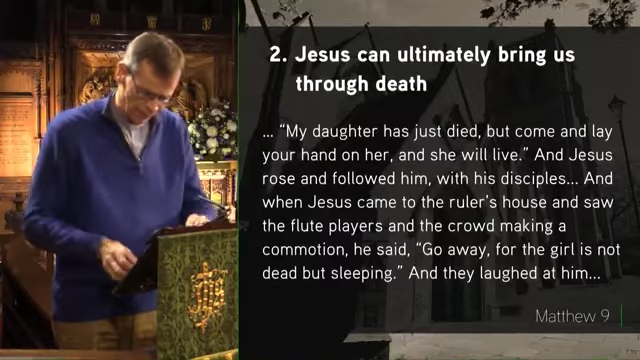 2. Jesus can ultimately bring us
through death
... “My daughter has just died, but come and lay
your hand on her, and she will live.” And Jesus
rose and followed him, with his disciples... And
when Jesus came to the ruler's house and saw
the flute players and the crowd making a
commotion, he said, “Go away, for the girl is not
dead but sleeping.” And they laughed at him...
Matthew 9